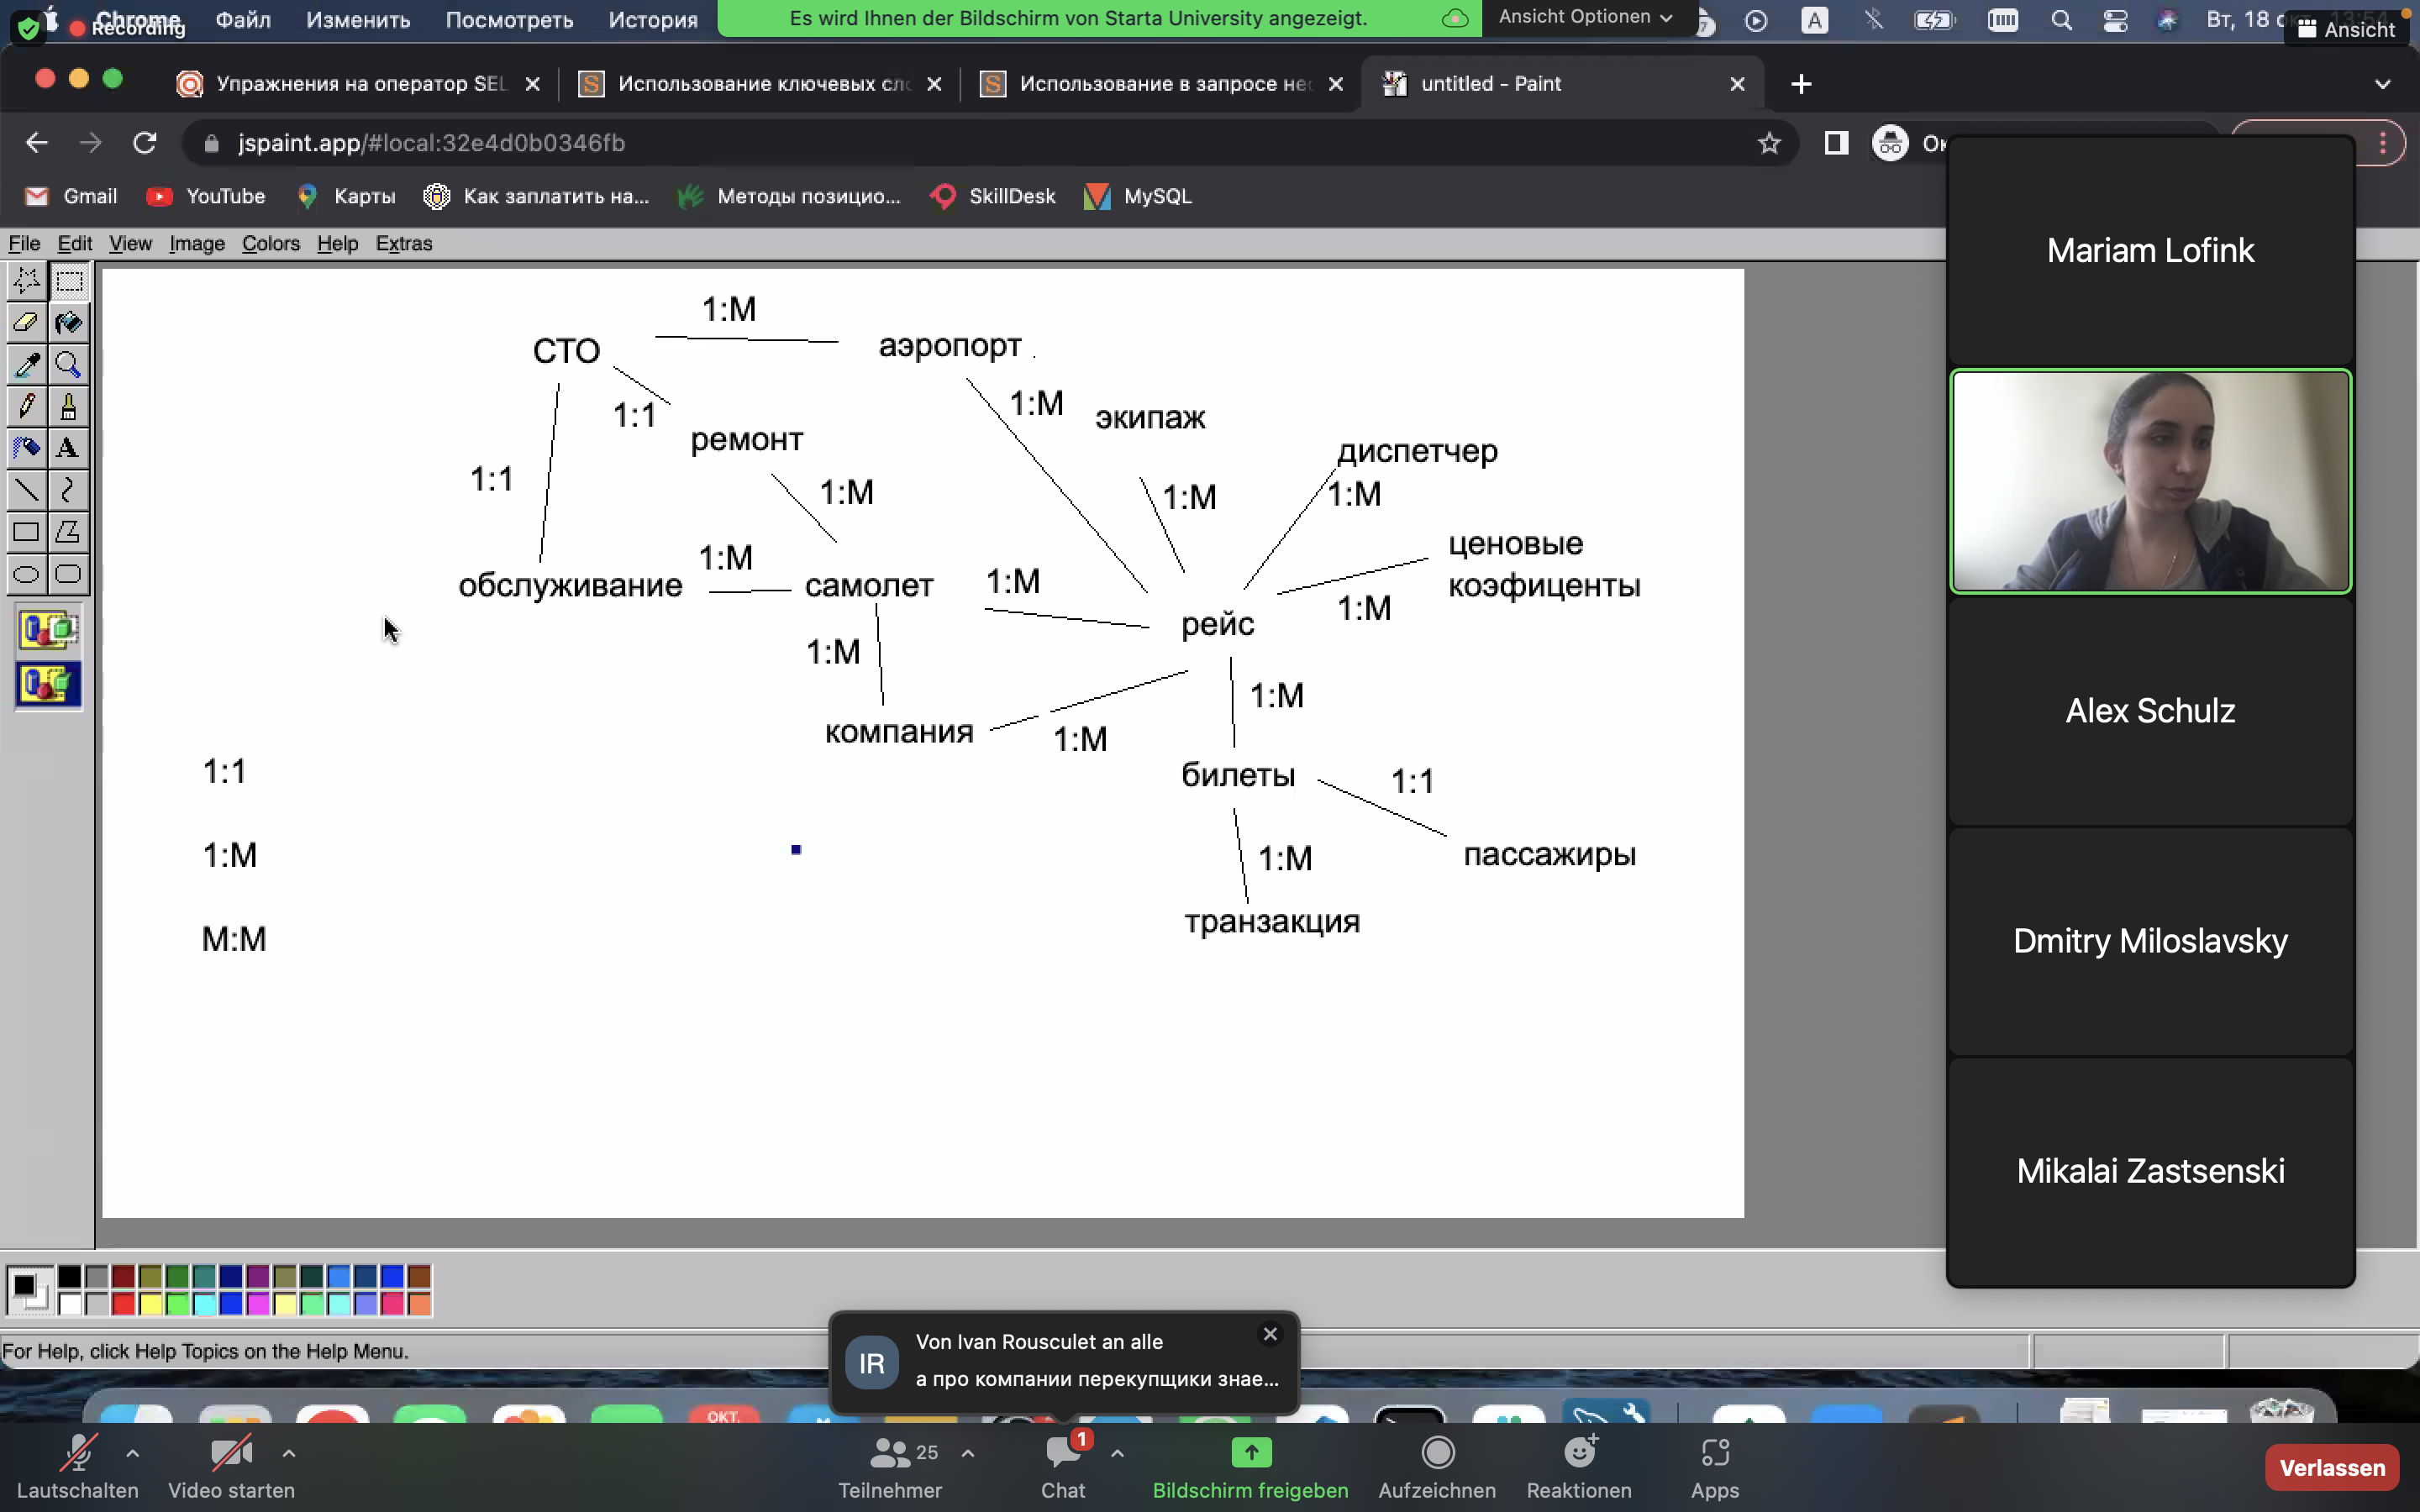 Chrome Файл Изменить Посмотреть История
Recording
Es wird Ihnen der Bildschirm von Starta University angezeigt.
Ansicht Optionen
A
Вт, 18
Ansicht
Упражнения на оператор SEL
Использование ключевых сло
Использование в запросе нес
untitled - Paint
jspaint.app/#local:32e4d0b0346fb
Gmail YouTube Карты Как заплатить на... Методы позицио... SkillDesk MySQL
File Edit View Image Colors Help Extras
1:M
СТО
аэропорт
1:M
экипаж
1:1
ремонт
диспетчер
1:1
1:M
1:M
1:M
ценовые
коэфиценты
1:M
обслуживание
самолет
1:M
1:M
рейс
1:M
1:M
компания
1:M
1:1
билеты
1:1
1:M
1:M
пассажиры
M:M
транзакция
Mariam Lofink
Alex Schulz
Dmitry Miloslavsky
Mikalai Zastsenski
For Help, click Help Topics on the Help Menu.
IR
Von Ivan Rousculet an alle
а про компании перекупщики знае...
ОКТ.
Lautschalten
Video starten
25
Teilnehmer
1
Chat
Bildschirm freigeben
Aufzeichnen
Reaktionen
Apps
Verlassen